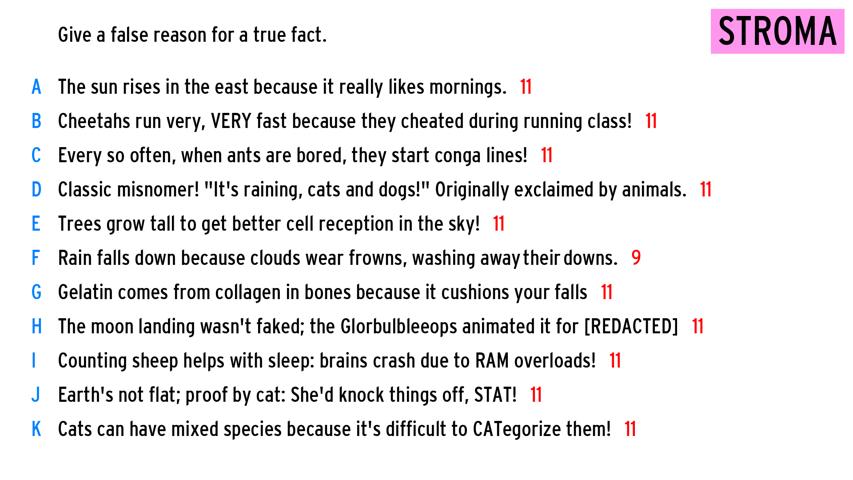 Give a false reason for a true fact.
STROMA
A The sun rises in the east because it really likes mornings. 11
B Cheetahs run very, VERY fast because they cheated during running class! 11
C Every so often, when ants are bored, they start conga lines! 11
D Classic misnomer! "It's raining, cats and dogs!" Originally exclaimed by animals. 11
E Trees grow tall to get better cell reception in the sky! 11
F Rain falls down because clouds wear frowns, washing away their downs. 9
G Gelatin comes from collagen in bones because it cushions your falls 11
H The moon landing wasn't faked; the Glorbulbleeops animated it for [REDACTED] 11
I Counting sheep helps with sleep: brains crash due to RAM overloads! 11
J Earth's not flat; proof by cat: She'd knock things off, STAT! 11
K Cats can have mixed species because it's difficult to CATegorize them! 11